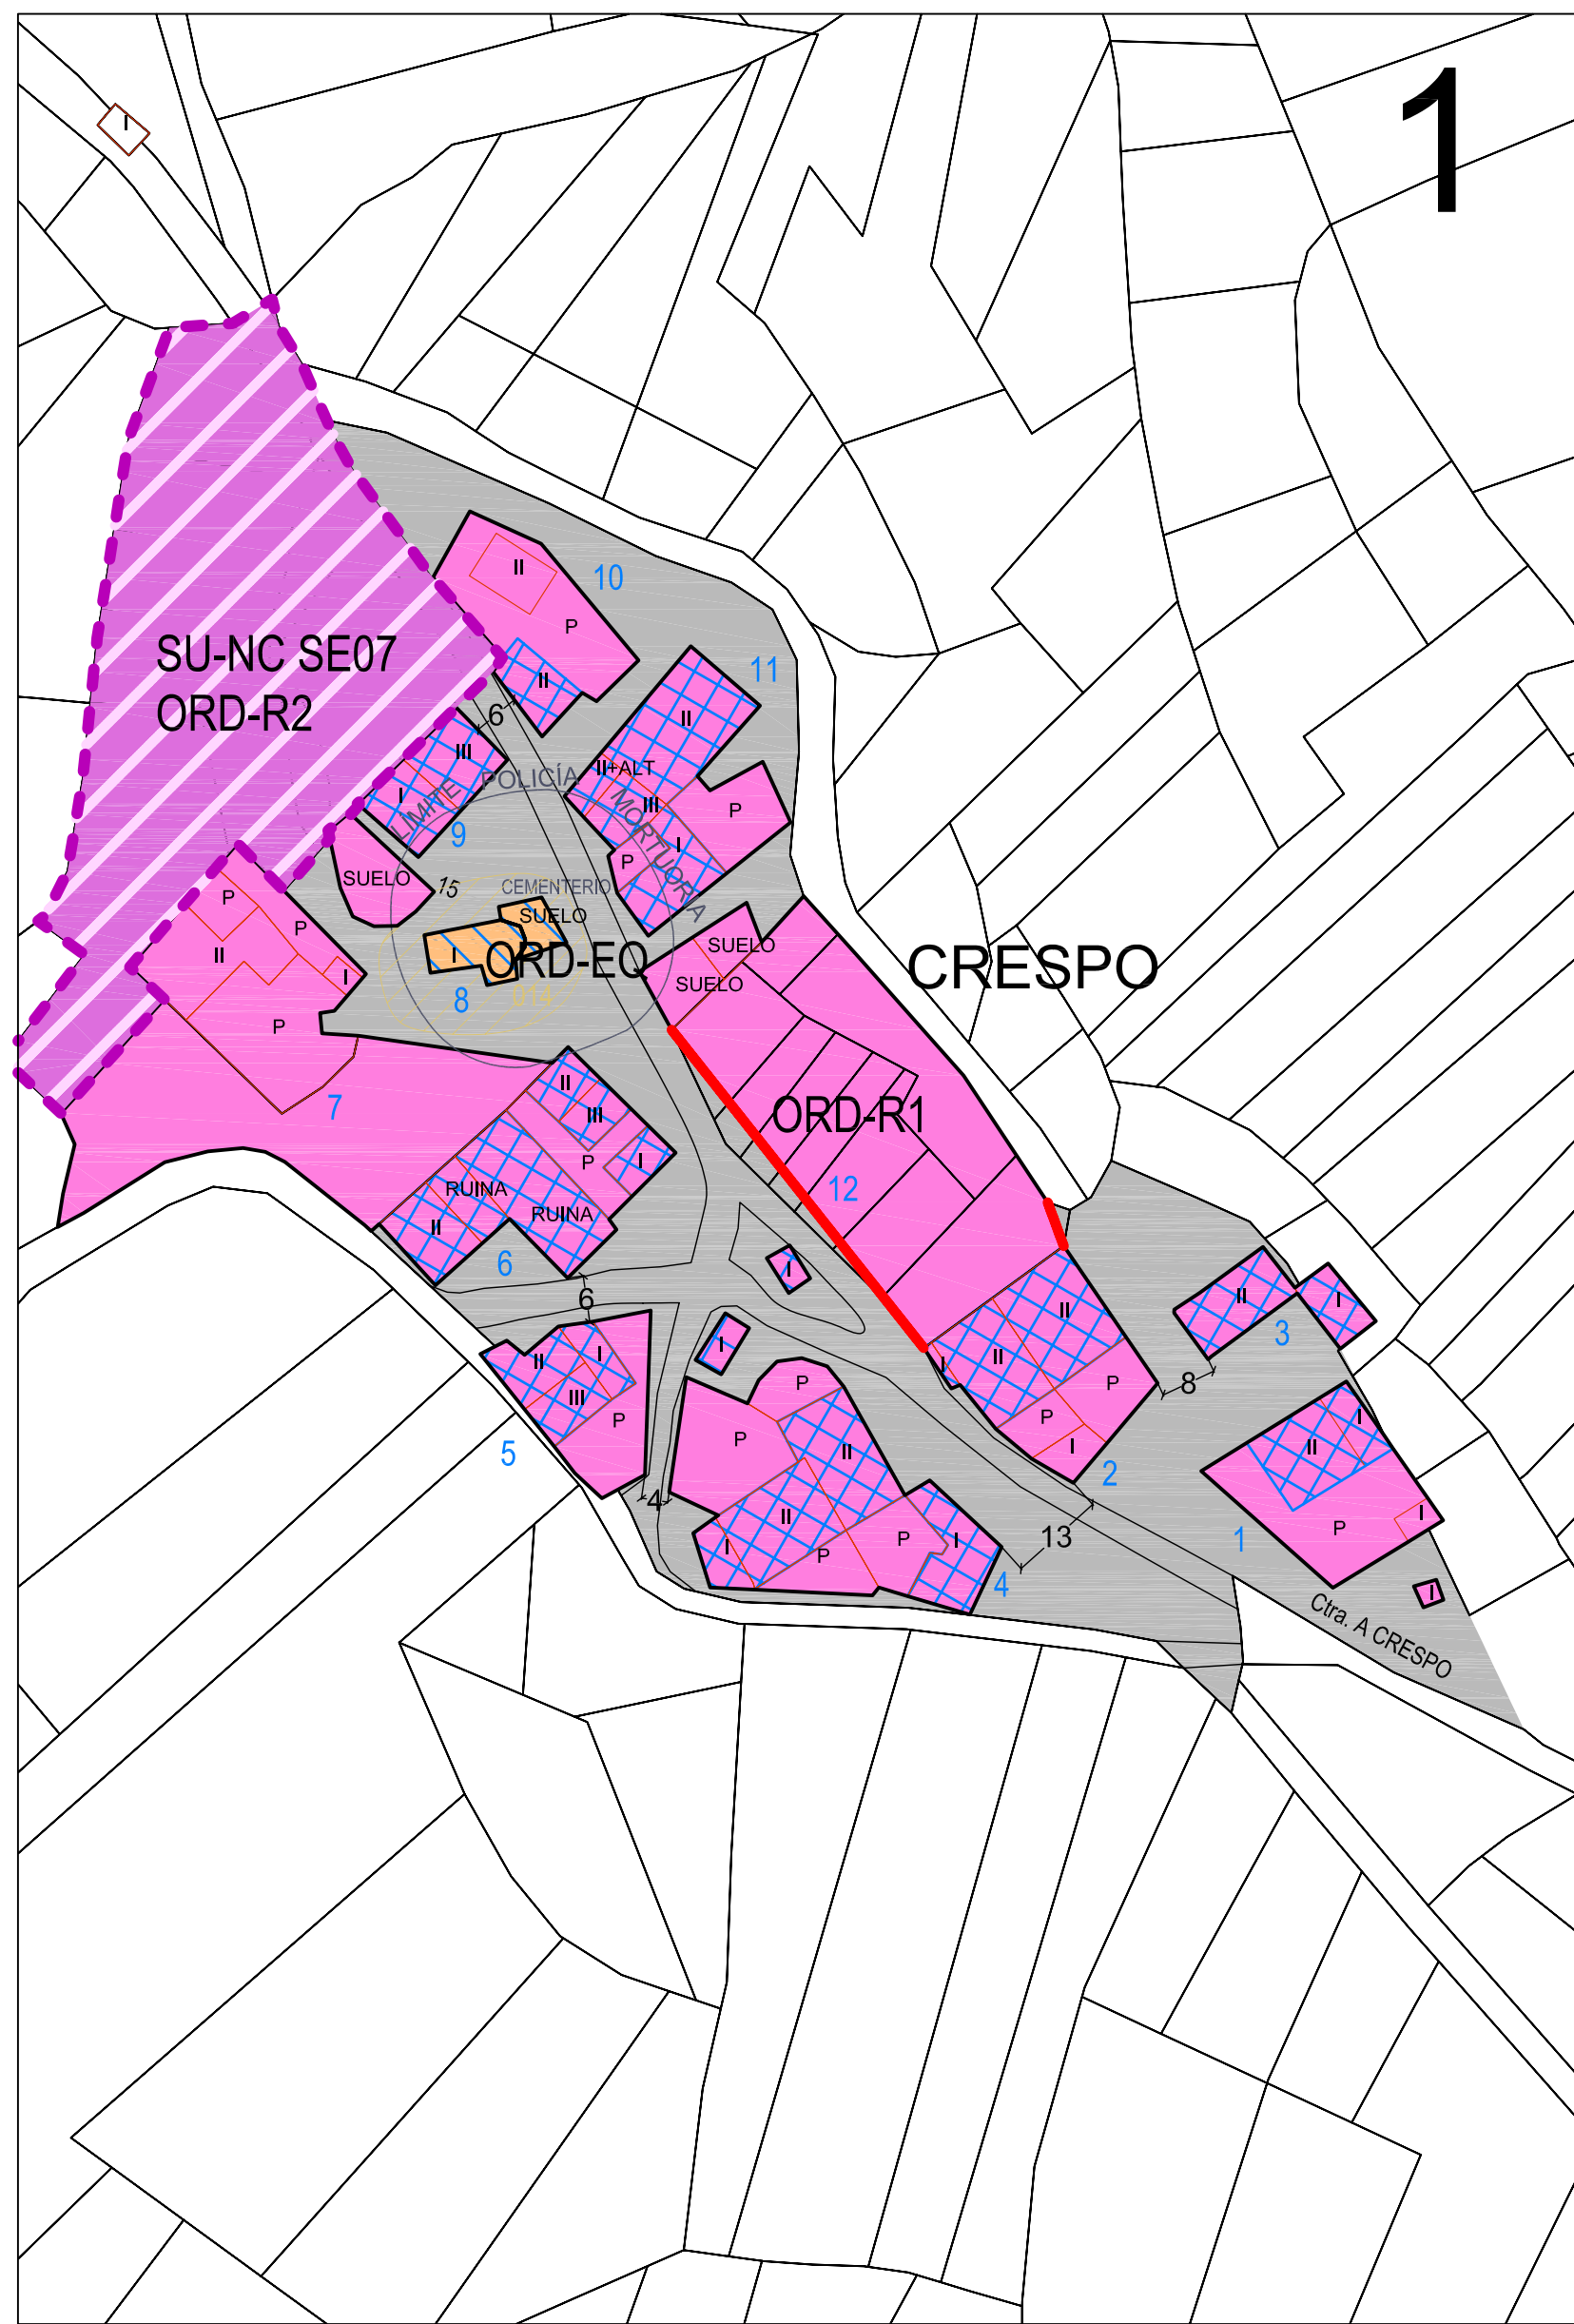 1
I
II
10
P
SU-NC SE07
ORD-R2
II
11
II
6
III
II+ALT
POLICÍA
LÍMITE
I
MORTUORIA
III
P
9
I
P
SUELO
15
CEMENTERIO
SUELO
P
P
II
I
I
ORD-EQ
8
014
SUELO
SUELO
CRESPO
P
7
II
III
ORD-R1
P
I
12
RUINA
RUINA
II
6
I
6
II
II
3
I
II
I
I
II
I
P
III
P
5
P
P
II
P
P
I
2
8
I
II
P
I
1
4
II
I
P
P
I
4
13
I
Ctra. A CRESPO